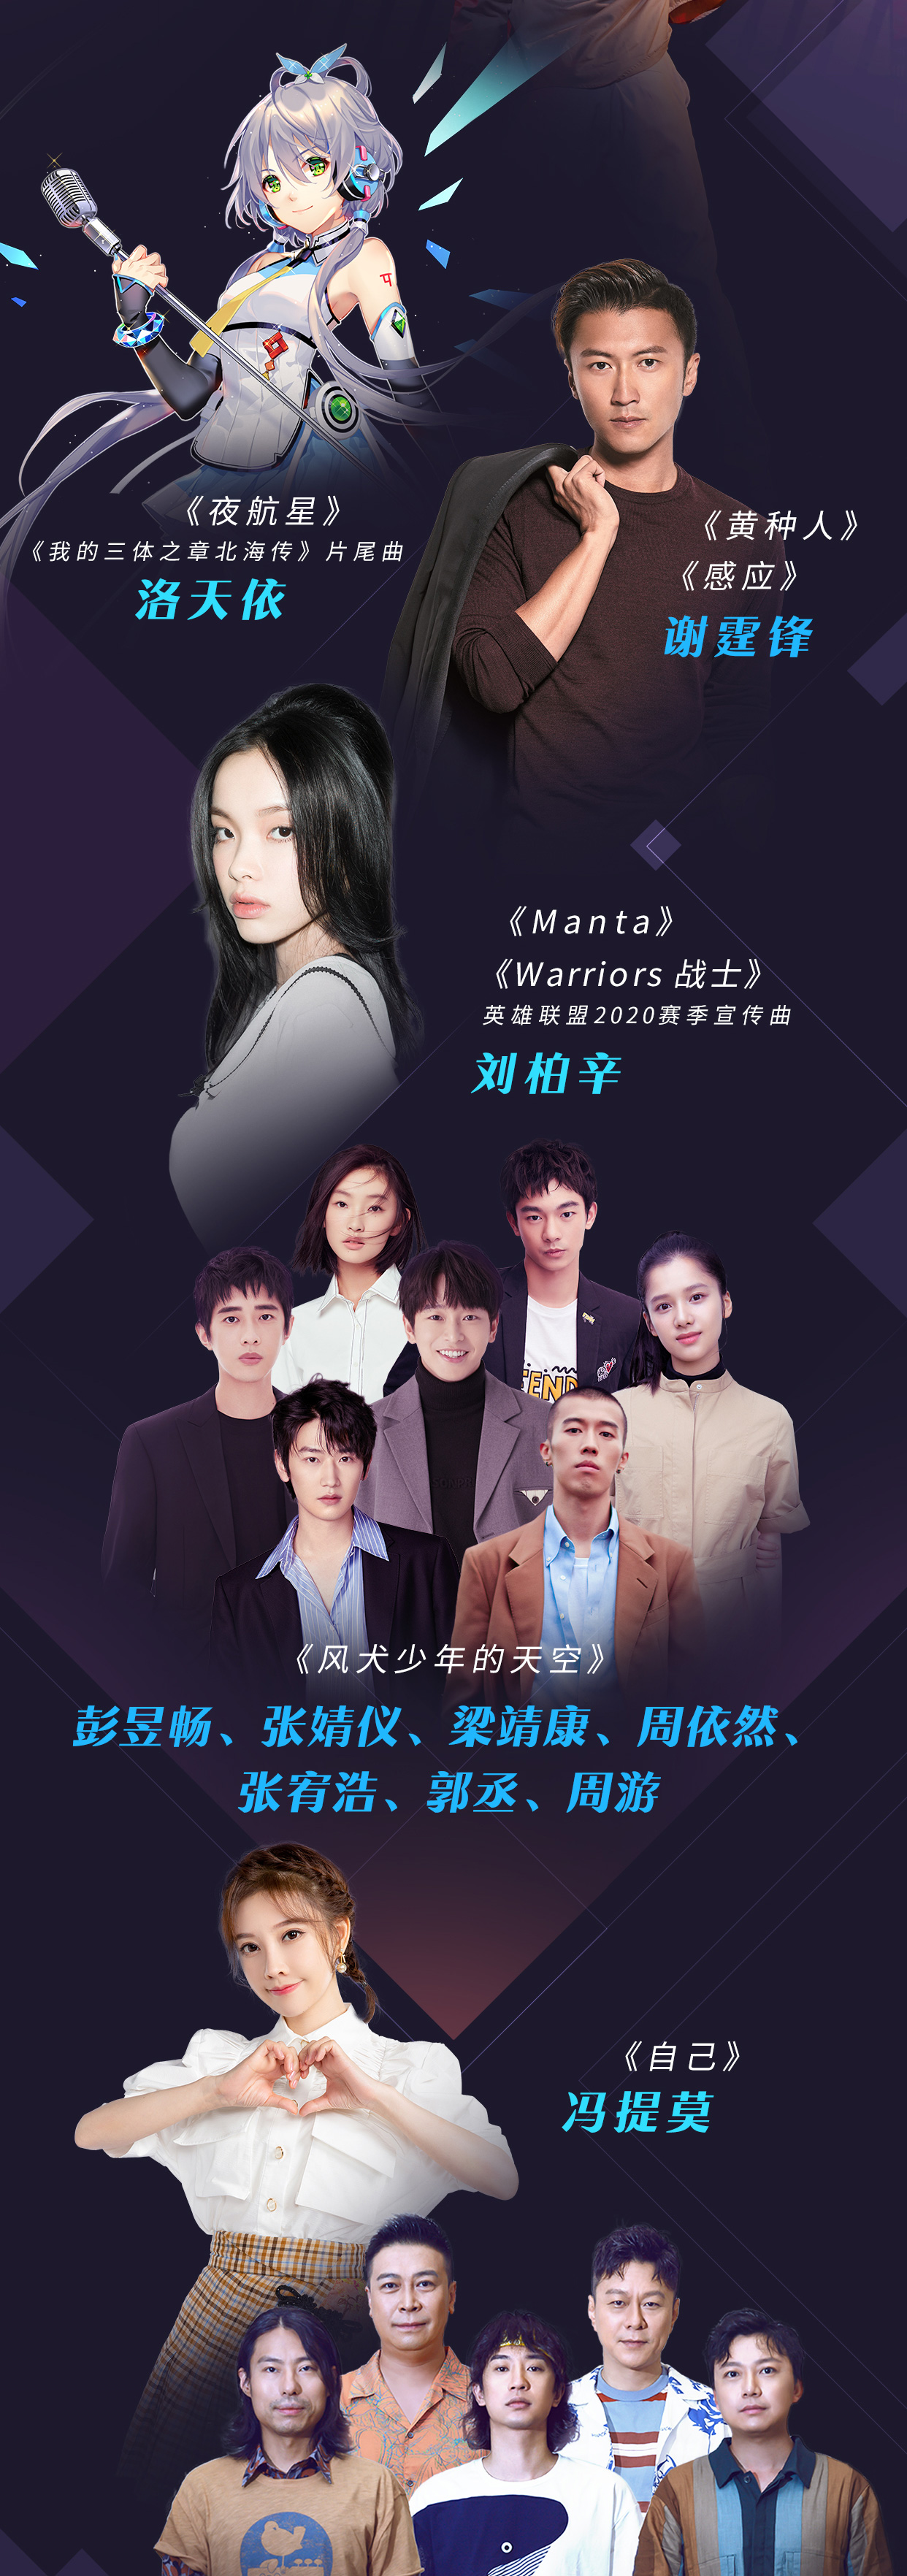 《夜航星》
《我的三体之章北海传》片尾曲
洛天依
《黄种人》
《感应》
谢霆锋
《Manta》
《Warriors 战士》
英雄联盟2020赛季宣传曲
刘柏辛
《风犬少年的天空》
彭昱畅、张婧仪、梁靖康、周依然、
张宥浩、郭丞、周游
《自己》
冯提莫